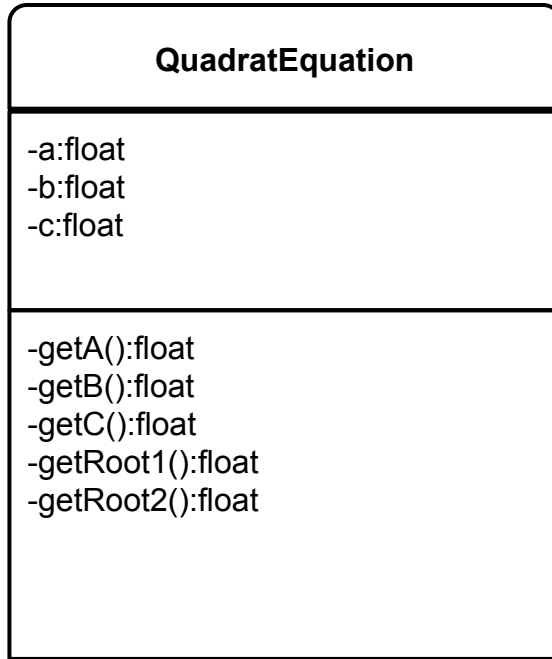 QuadratEquation
-a:float
-b:float
-c:float
-getA():float
-getB():float
-getC():float
-getRoot1():float
-getRoot2():float